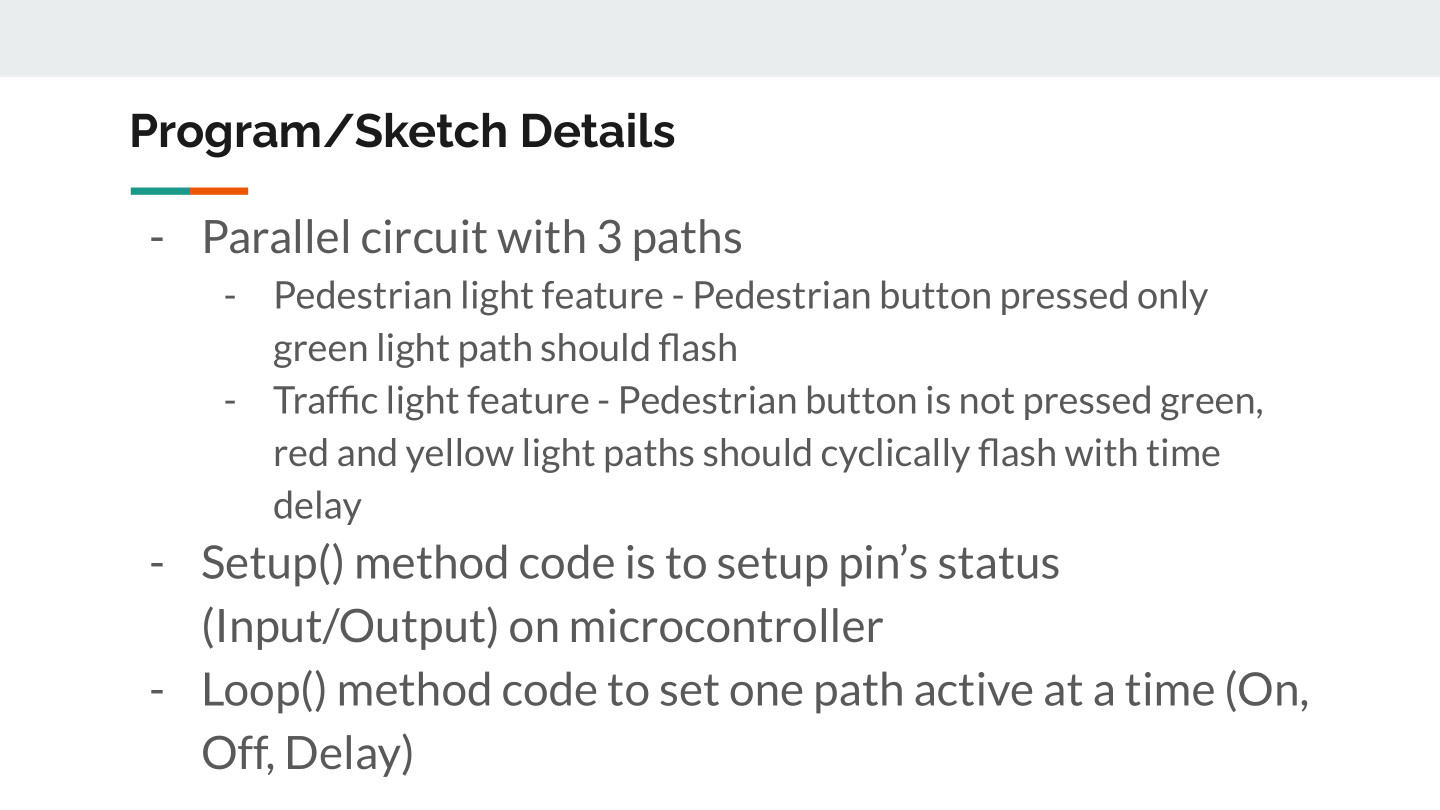 Program/Sketch Details
- Parallel circuit with 3 paths
- Pedestrian light feature - Pedestrian button pressed only
green light path should flash
- Traffic light feature - Pedestrian button is not pressed green,
red and yellow light paths should cyclically flash with time
delay
- Setup() method code is to setup pin’s status
(Input/Output) on microcontroller
- Loop() method code to set one path active at a time (On,
Off, Delay)